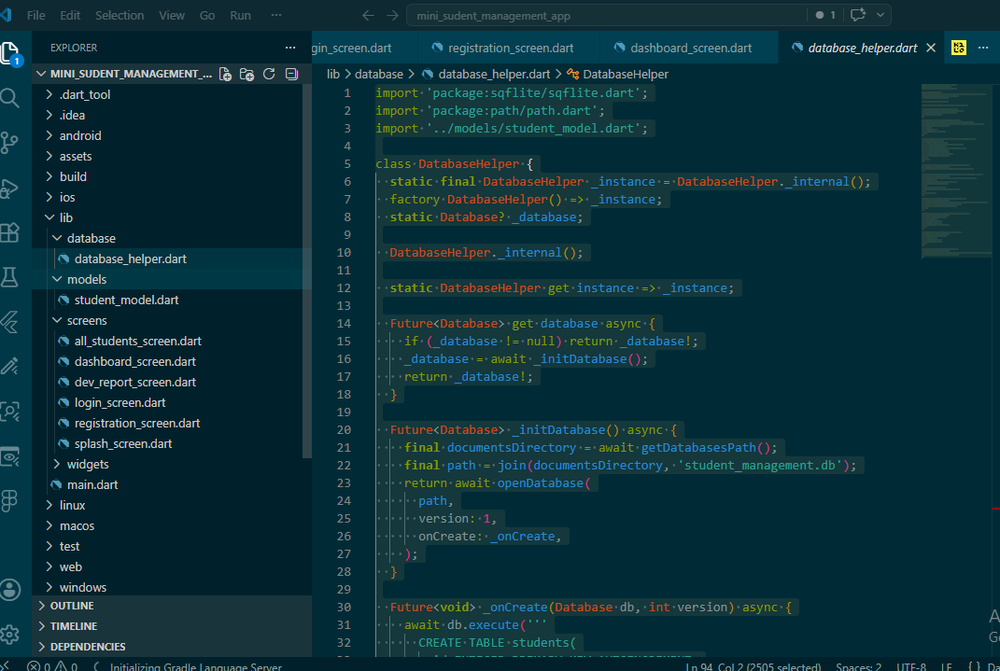 File Edit Selection View Go Run ···
mini_sudent_management_app
1
1
EXPLORER
gin_screen.dart
registration_screen.dart
dashboard_screen.dart
database_helper.dart
MINI_SUDENT_MANAGEMENT_...
.dart_tool
.idea
android
assets
build
ios
lib
database
database_helper.dart
models
student_model.dart
screens
all_students_screen.dart
dashboard_screen.dart
dev_report_screen.dart
login_screen.dart
registration_screen.dart
splash_screen.dart
widgets
main.dart
linux
macos
test
web
windows
OUTLINE
TIMELINE
DEPENDENCIES
lib > database > database_helper.dart > DatabaseHelper
1 import 'package:sqflite/sqflite.dart';
2 import 'package:path/path.dart';
3 import '../models/student_model.dart';
4
5 class DatabaseHelper {
6 static final DatabaseHelper _instance = DatabaseHelper._internal();
7 factory DatabaseHelper() => _instance;
8 static Database? _database;
9
10 DatabaseHelper._internal();
11
12 static DatabaseHelper get instance => _instance;
13
14 Future<Database> get database async {
15 if (_database != null) return _database!;
16 _database = await _initDatabase();
17 return _database!;
18 }
19
20 Future<Database> _initDatabase() async {
21 final documentsDirectory = await getDatabasesPath();
22 final path = join(documentsDirectory, 'student_management.db');
23 return await openDatabase(
24 path,
25 version: 1,
26 onCreate: _onCreate,
27 );
28 }
29
30 Future<void> _onCreate(Database db, int version) async {
31 await db.execute('''
32 CREATE TABLE students(
0 0 Initializing Gradle Language Server
Ln 94, Col 2 (2505 selected) Spaces: 2 UTF-8 LF { } Da